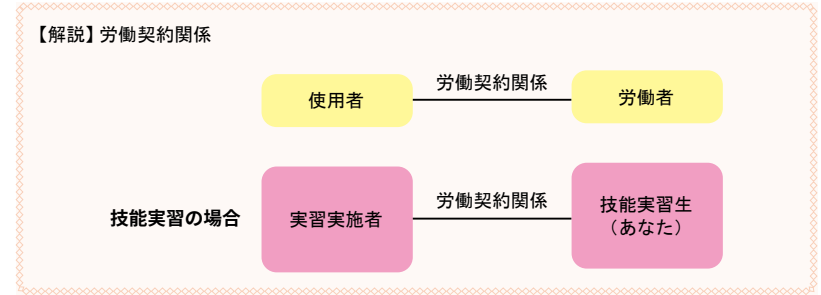 【解説】労働契約関係
使用者
労働契約関係
労働者
技能実習の場合
実習実施者
労働契約関係
技能実習生
（あなた）